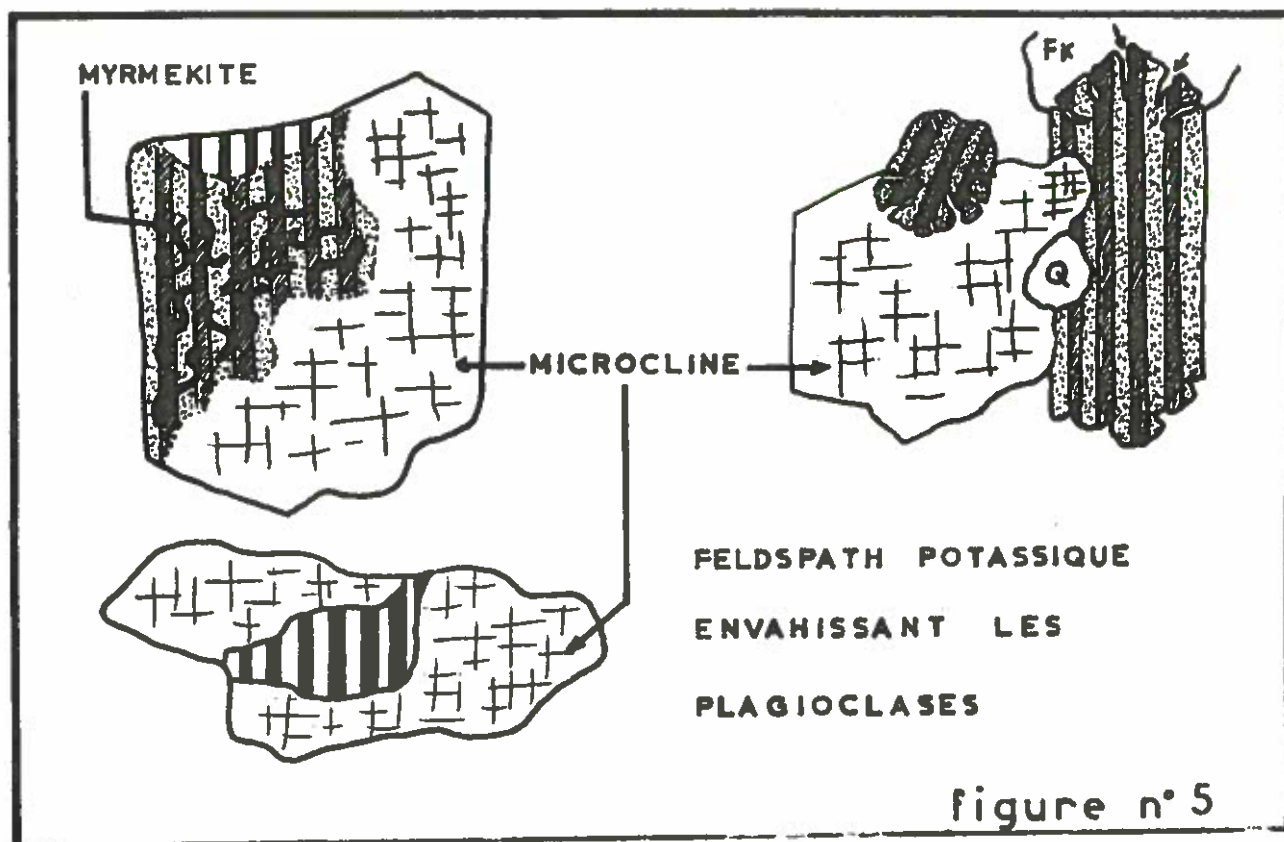 MYRMEKITE
FK
Q
MICROCLINE
FELDSPATH POTASSIQUE
ENVAHISSANT LES
PLAGIOCLASES
figure n° 5